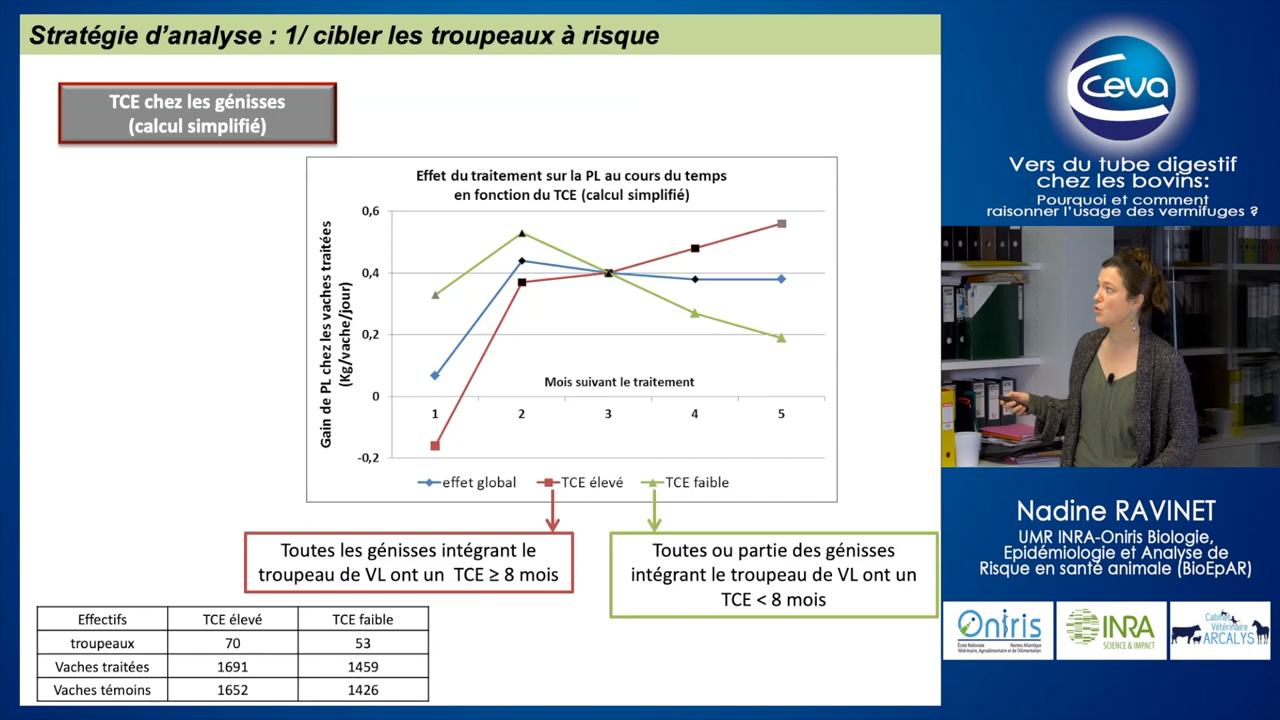 Stratégie d'analyse : 1/ cibler les troupeaux à risque
TCE chez les génisses
(calcul simplifié)
Effet du traitement sur la PL au cours du temps
en fonction du TCE (calcul simplifié)
Gain de PL chez les vaches traitées
(Kg/vache/jour)
0,6
0,4
0,2
0
-0,2
Mois suivant le traitement
1 2 3 4 5
effet global TCE élevé TCE faible
Toutes les génisses intégrant le
troupeau de VL ont un TCE ≥ 8 mois
Toutes ou partie des génisses
intégrant le troupeau de VL ont un
TCE < 8 mois
Effectifs TCE élevé TCE faible
troupeaux 70 53
Vaches traitées 1691 1459
Vaches témoins 1652 1426
Ceva
Vers du tube digestif
chez les bovins:
Pourquoi et comment
raisonner l'usage des vermifuges ?
Nadine RAVINET
UMR INRA-Oniris Biologie,
Epidémiologie et Analyse de
Risque en santé animale (BioEpAR)
Oniris
École Nationale
Vétérinaire, Agroalimentaire et de l'Alimentation
Nantes Atlantique
INRA
SCIENCE & IMPACT
Cabinet
Vétérinaire
ARCALYS